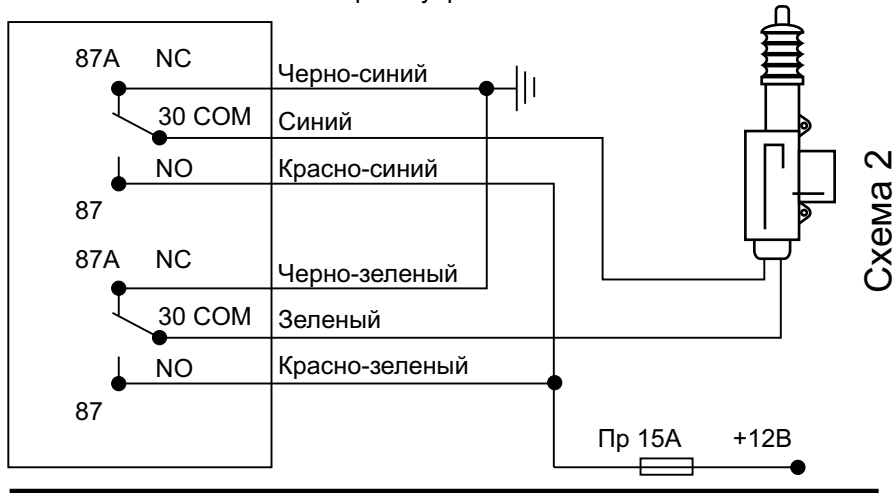 87A NC
Черно-синий
30 COM Синий
NO Красно-синий
87
87A NC
Черно-зеленый
30 COM Зеленый
NO Красно-зеленый
87
Пр 15А +12В
Схема 2